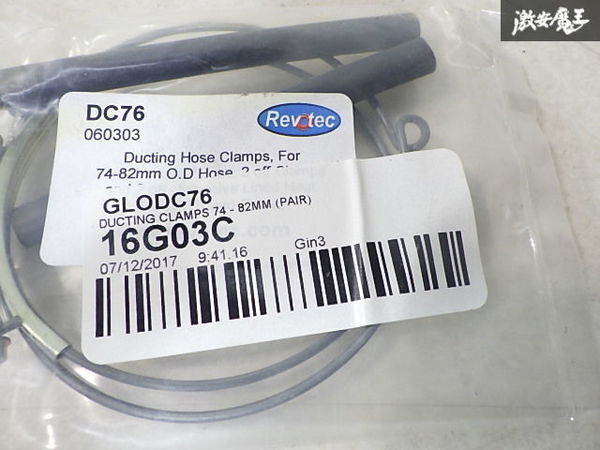 激安魔王
DC76
060303
Revotec
Ducting Hose Clamps, For
74-82mm O.D Hose, 2 off Clamps
GLODC76
DUCTING CLAMPS 74 - 82MM (PAIR)
16G03C
07/12/2017 9:41.16 Gin3